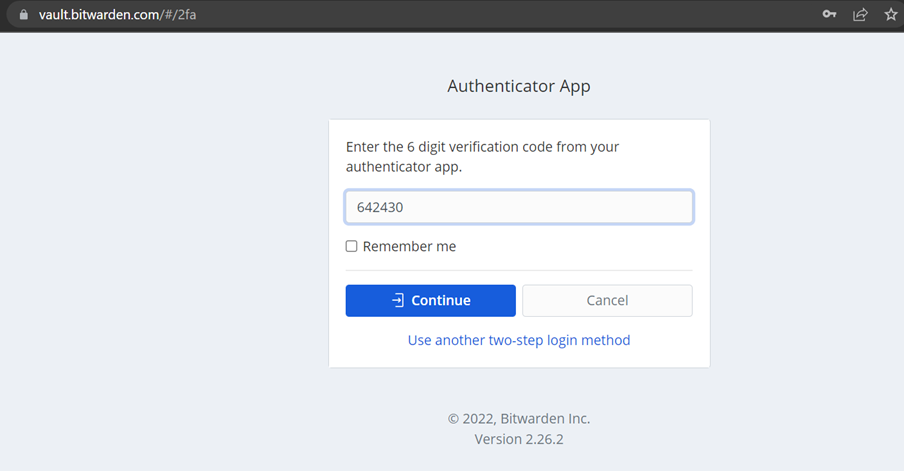 vault.bitwarden.com/#/2fa
Authenticator App
Enter the 6 digit verification code from your
authenticator app.
642430
Remember me
Continue
Cancel
Use another two-step login method
© 2022, Bitwarden Inc.
Version 2.26.2